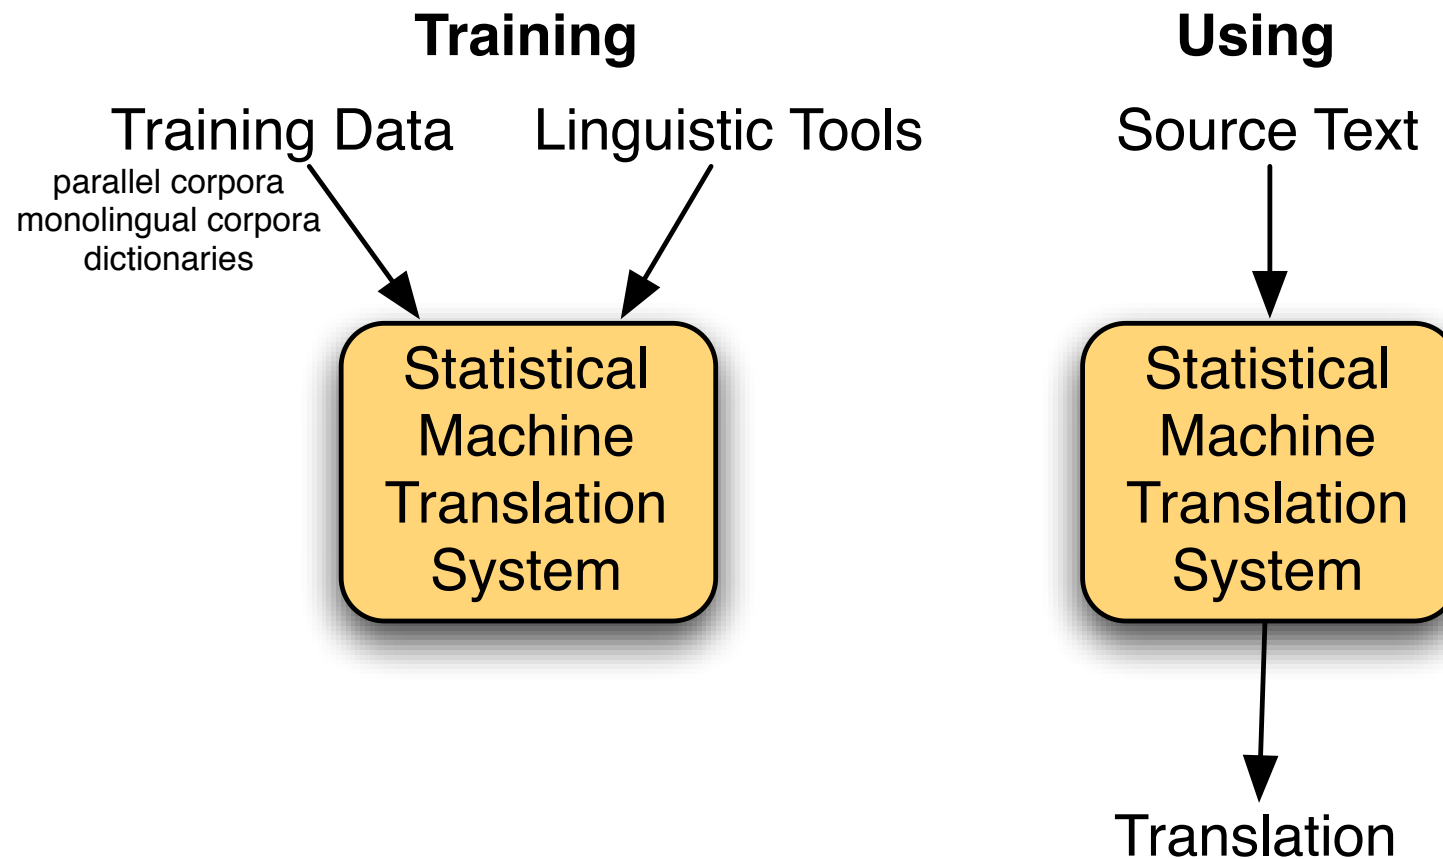 Training
Training Data
Linguistic Tools
parallel corpora
monolingual corpora
dictionaries
Statistical
Machine
Translation
System
Using
Source Text
Statistical
Machine
Translation
System
Translation